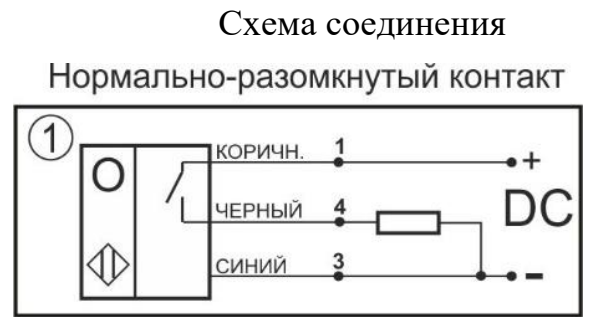 Схема соединения
Нормально-разомкнутый контакт
1
КОРИЧН. 1 +
O
ЧЕРНЫЙ 4 DC
СИНИЙ 3 -